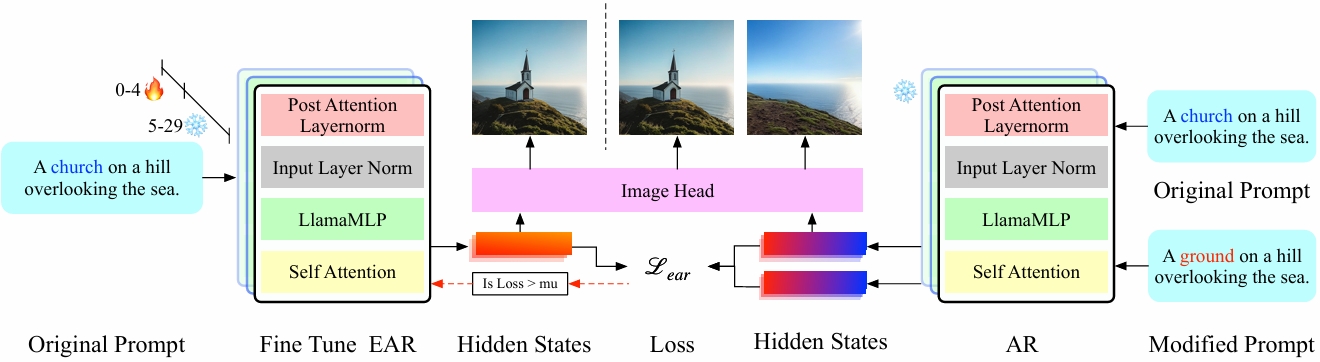 0-4
5-29
A church on a hill
overlooking the sea.
Original Prompt
Post Attention
Layernorm
Input Layer Norm
LlamaMLP
Self Attention
Fine Tune EAR
Image Head
Is Loss > mu
Hidden States
ℒear
Loss
Hidden States
Post Attention
Layernorm
Input Layer Norm
LlamaMLP
Self Attention
AR
A church on a hill
overlooking the sea.
Original Prompt
A ground on a hill
overlooking the sea.
Modified Prompt